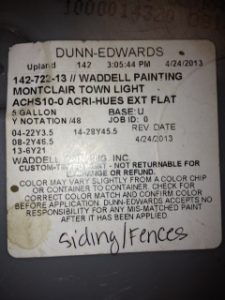 DUNN-EDWARDS
Upland 142 3:05:44 PM 4/24/2013
142-722-13 // WADDELL PAINTING
MONTCLAIR TOWN LIGHT
ACHS10-0 ACRI-HUES EXT FLAT
5 GALLON BASE: U
Y NOTATION /48 JOB ID: 0
04-22Y3.5 14-28Y45.5 REV DATE
08-2Y46.5 4/24/2013
13-6Y21
WADDELL PAINTING, INC.
CUSTOM-TINTED PAINT - NOT RETURNABLE FOR
EXCHANGE OR REFUND.
COLOR MAY VARY SLIGHTLY FROM A COLOR CHIP
OR CONTAINER TO CONTAINER. CHECK FOR
CORRECT COLOR MATCH AND CONFIRM COLOR
BEFORE APPLICATION. DUNN-EDWARDS ACCEPTS NO
RESPONSIBILITY FOR ANY MIS-MATCHED PAINT
AFTER IT HAS BEEN APPLIED.
Siding/Fences